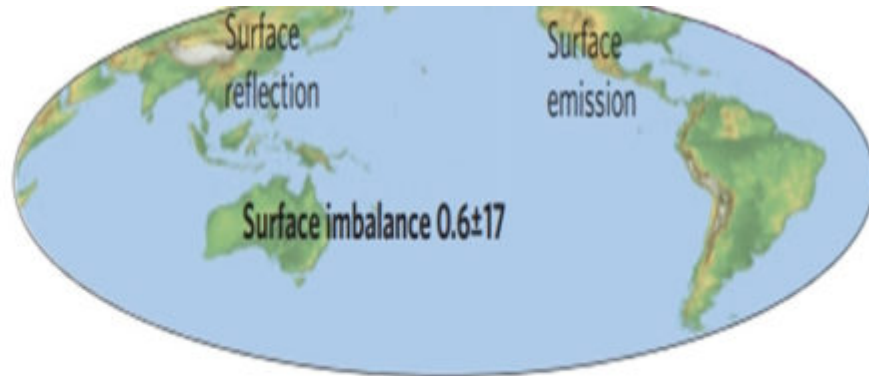 Surface
reflection
Surface
emission
Surface imbalance 0.6±17